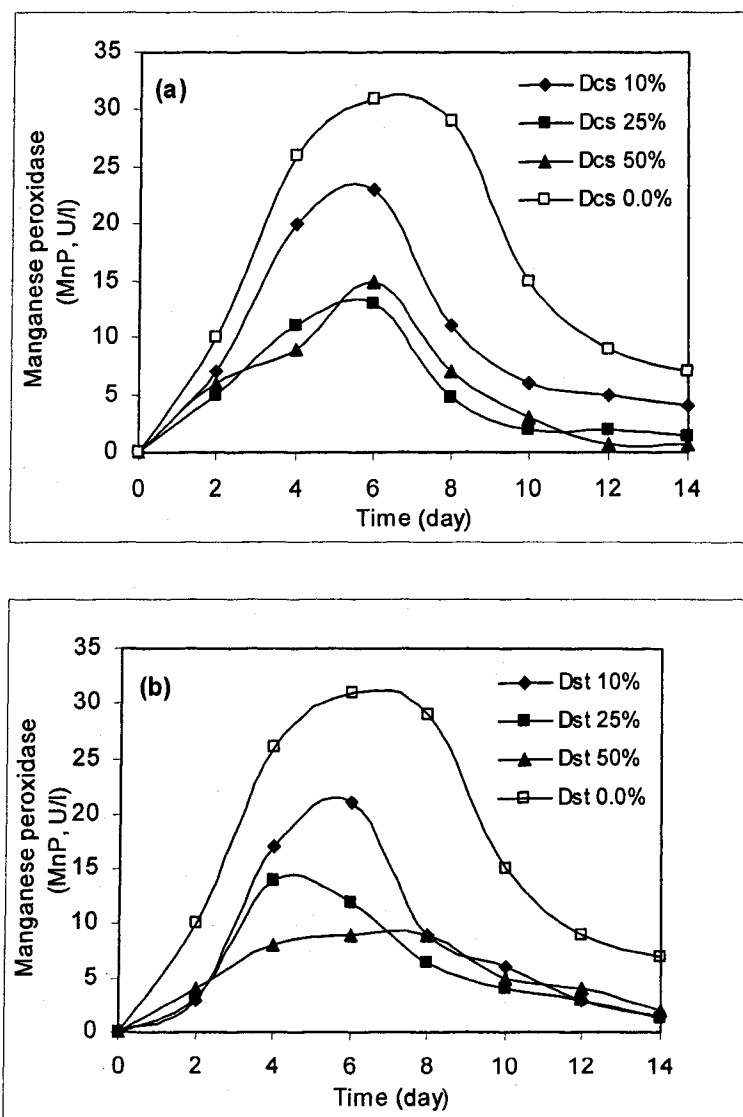 (a)
Manganese peroxidase
(MnP, U/l)
35
30
25
20
15
10
5
0
Dcs 10%
Dcs 25%
Dcs 50%
Dcs 0.0%
0 2 4 6 8 10 12 14
Time (day)
(b)
Manganese peroxidase
(MnP, U/l)
35
30
25
20
15
10
5
0
Dst 10%
Dst 25%
Dst 50%
Dst 0.0%
0 2 4 6 8 10 12 14
Time (day)